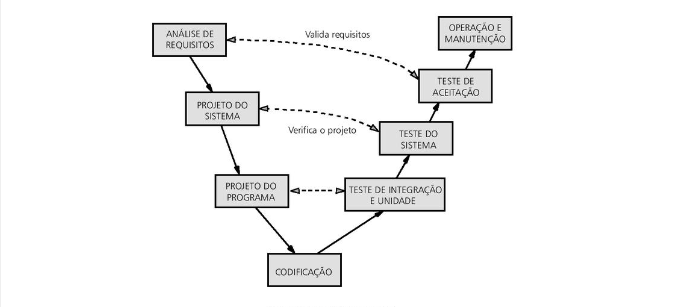 OPERAÇÃO E
MANUTENÇÃO
ANÁLISE DE
REQUISITOS
Valida requisitos
TESTE DE
ACEITAÇÃO
PROJETO DO
SISTEMA
Verifica o projeto
TESTE DO
SISTEMA
PROJETO DO
PROGRAMA
TESTE DE INTEGRAÇÃO
E UNIDADE
CODIFICAÇÃO